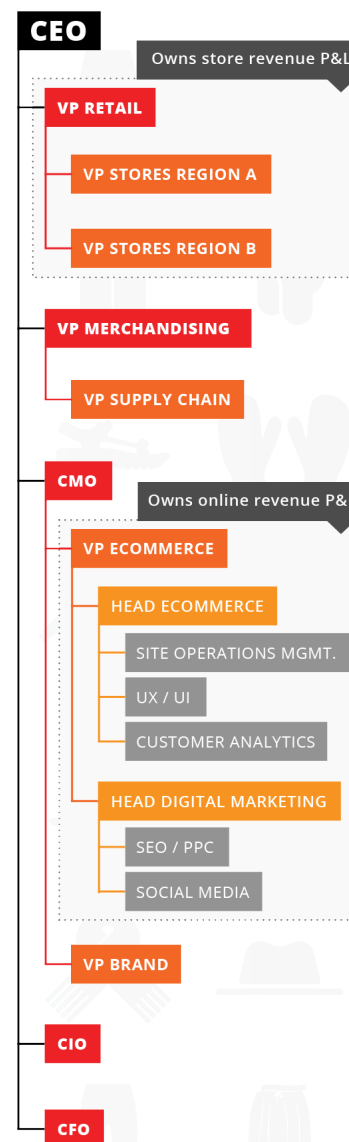 CEO
Owns store revenue P&L
VP RETAIL
VP STORES REGION A
VP STORES REGION B
VP MERCHANDISING
VP SUPPLY CHAIN
CMO
Owns online revenue P&
VP ECOMMERCE
HEAD ECOMMERCE
SITE OPERATIONS MGMT.
UX / UI
CUSTOMER ANALYTICS
HEAD DIGITAL MARKETING
SEO / PPC
SOCIAL MEDIA
VP BRAND
CIO
CFO